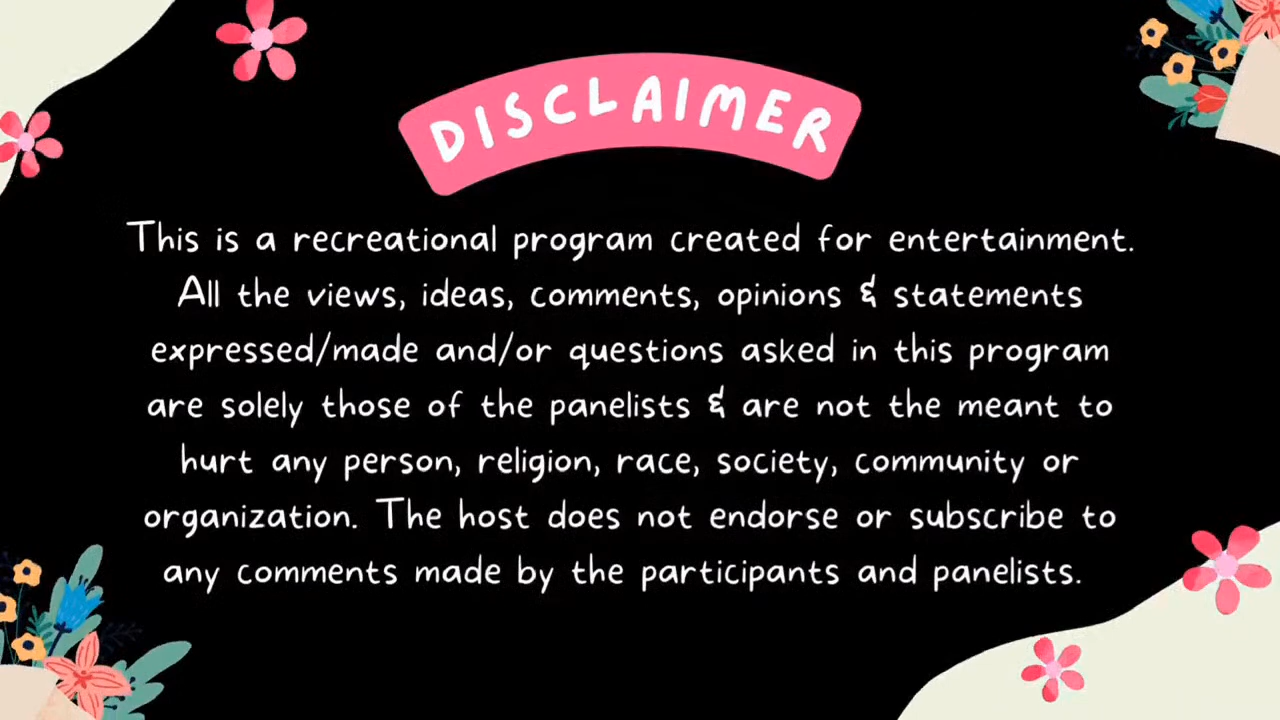 DISCLAIMER
This is a recreational program created for entertainment.
All the views, ideas, comments, opinions & statements
expressed/made and/or questions asked in this program
are solely those of the panelists & are not the meant to
hurt any person, religion, race, society, community or
organization. The host does not endorse or subscribe to
any comments made by the participants and panelists.